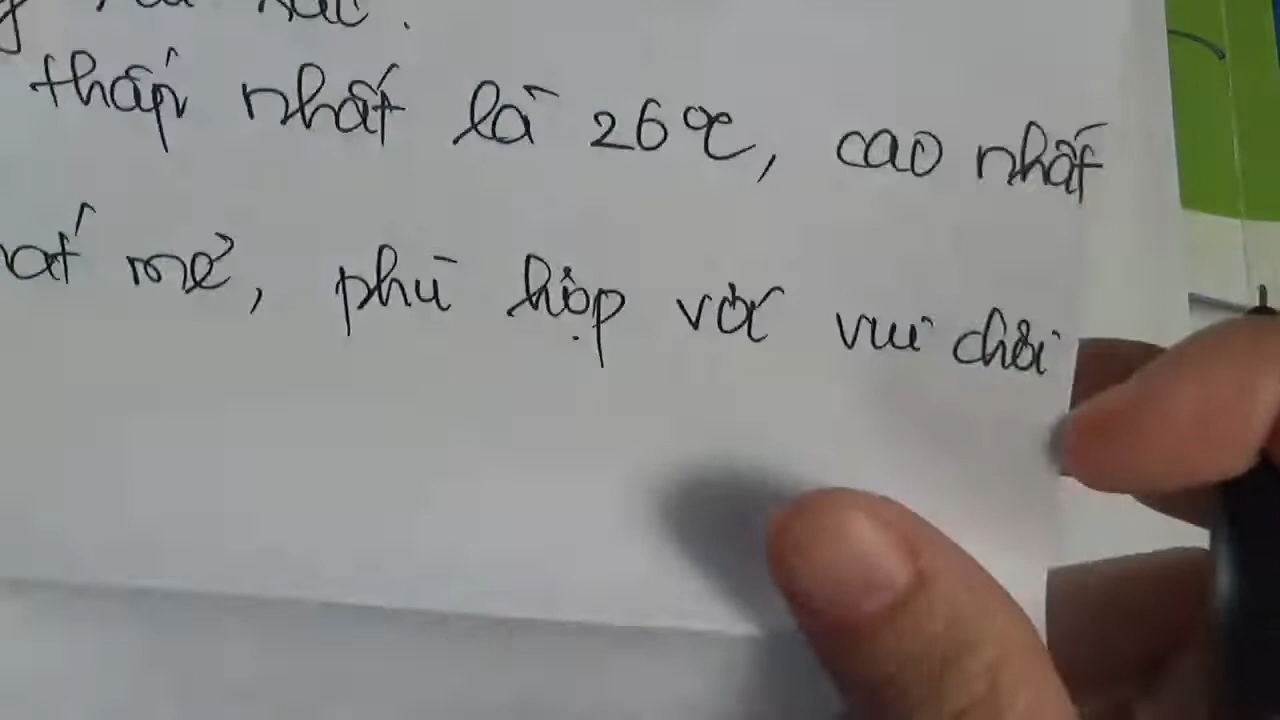 thấp nhất là 26°C, cao nhất
mát mẻ, phù hợp với vui chơi